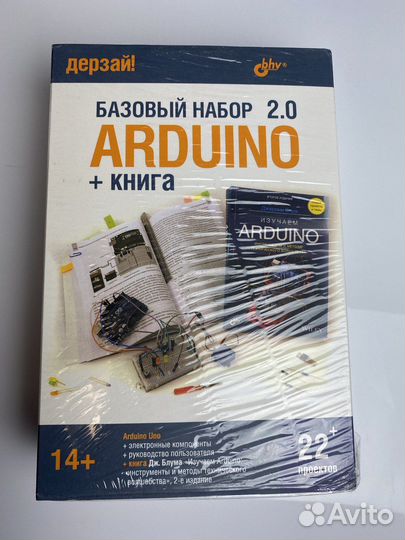 дерзай!
bhv®
БАЗОВЫЙ НАБОР 2.0
ARDUINO
+ КНИГА
ИЗУЧАЕМ
ARDUINO
Arduino Uno
+ электронные компоненты
+ руководство пользователя
+ книга Дж. Блума «Изучаем Arduino:
инструменты и методы технического
волшебства», 2-е издание
14+
22+
проектов
Avito